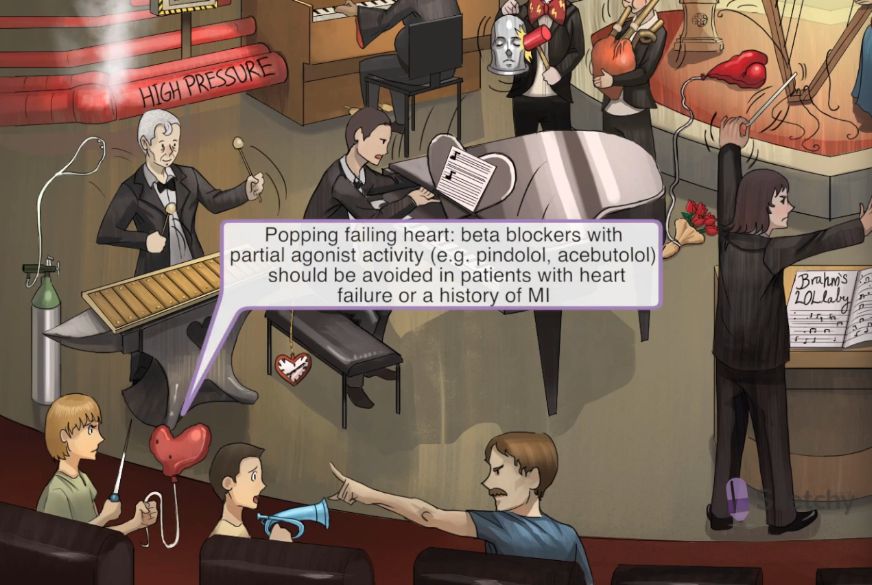 HIGH PRESSURE
Popping failing heart: beta blockers with
partial agonist activity (e.g. pindolol, acebutolol)
should be avoided in patients with heart
failure or a history of MI
Brahm's
LOLlaby
Sketchy